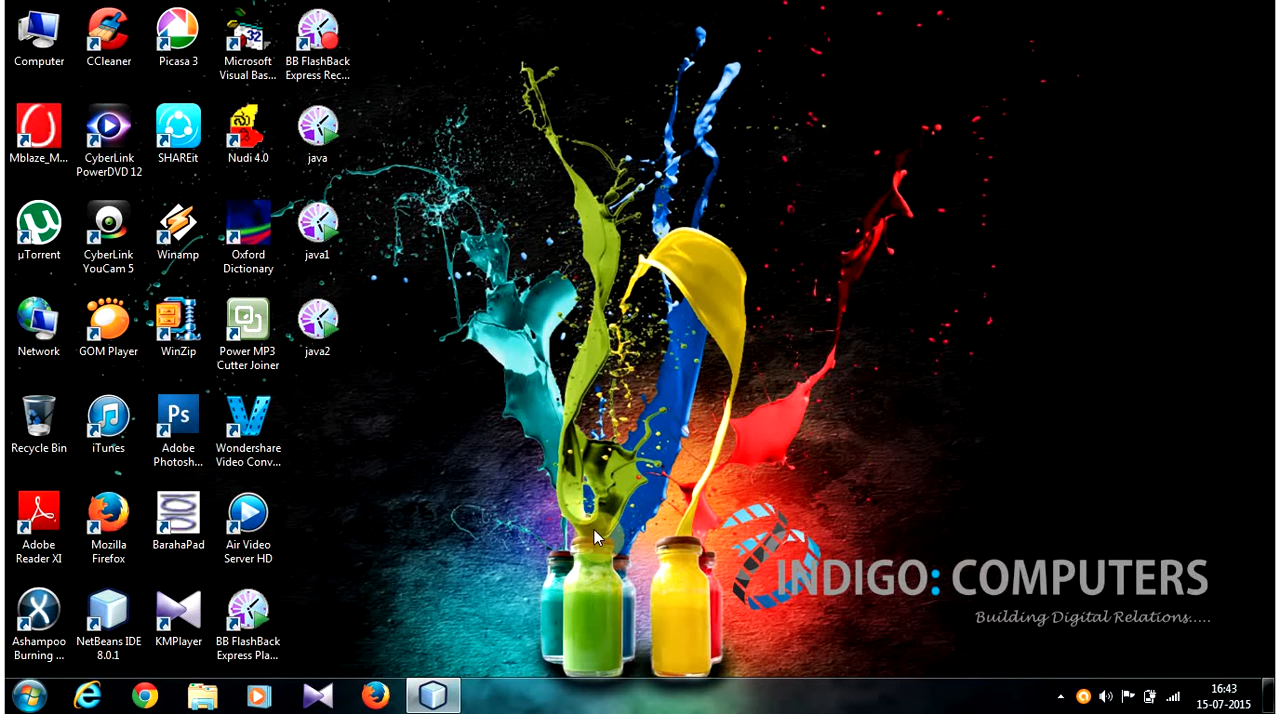 Computer
CCleaner
Picasa 3
Microsoft
Visual Bas...
BB FlashBack
Express Rec...
32
Mblaze_M...
CyberLink
PowerDVD 12
SHAREit
ನು
Nudi 4.0
java
µTorrent
CyberLink
YouCam 5
Winamp
Oxford
Dictionary
java1
Network
GOM Player
WinZip
Power MP3
Cutter Joiner
java2
Recycle Bin
iTunes
Ps
Adobe
Photosh...
Wondershare
Video Conv...
Adobe
Reader XI
Mozilla
Firefox
BarahaPad
Air Video
Server HD
Ashampoo
Burning ...
NetBeans IDE
8.0.1
KMPlayer
BB FlashBack
Express Pla...
INDIGO: COMPUTERS
Building Digital Relations.....
16:43
15-07-2015